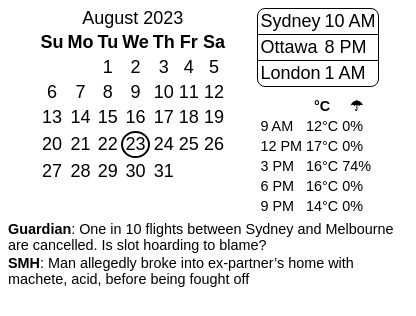 August 2023
Su Mo Tu We Th Fr Sa
1 2 3 4 5
6 7 8 9 10 11 12
13 14 15 16 17 18 19
20 21 22 23 24 25 26
27 28 29 30 31
Sydney 10 AM
Ottawa 8 PM
London 1 AM
°C ☂
9 AM 12°C 0%
12 PM 17°C 0%
3 PM 16°C 74%
6 PM 16°C 0%
9 PM 14°C 0%
Guardian: One in 10 flights between Sydney and Melbourne
are cancelled. Is slot hoarding to blame?
SMH: Man allegedly broke into ex-partner’s home with
machete, acid, before being fought off